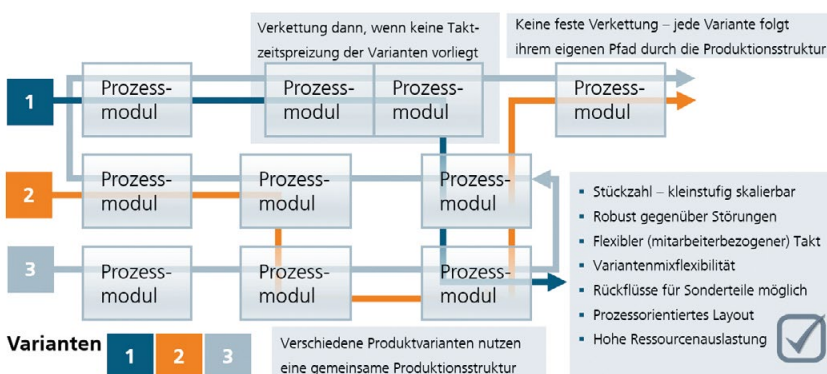 Verkettung dann, wenn keine Takt-
zeitspreizung der Varianten vorliegt
Keine feste Verkettung – jede Variante folgt
ihrem eigenen Pfad durch die Produktionsstruktur
1
Prozess-
modul
Prozess-
modul
Prozess-
modul
Prozess-
modul
2
Prozess-
modul
Prozess-
modul
Prozess-
modul
3
Prozess-
modul
Prozess-
modul
Prozess-
modul
▪ Stückzahl – kleinstufig skalierbar
▪ Robust gegenüber Störungen
▪ Flexibler (mitarbeiterbezogener) Takt
▪ Variantenmixflexibilität
▪ Rückflüsse für Sonderteile möglich
▪ Prozessorientiertes Layout
▪ Hohe Ressourcenauslastung
Varianten 1 2 3
Verschiedene Produktvarianten nutzen
eine gemeinsame Produktionsstruktur